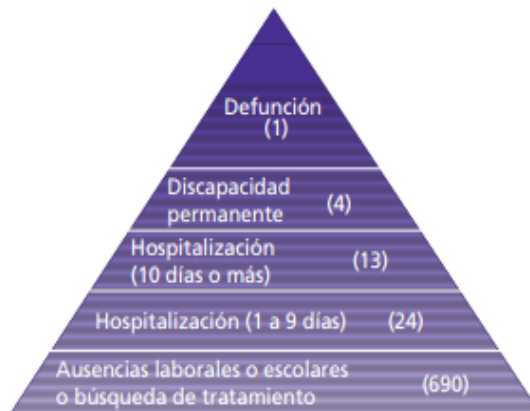 Defunción
(1)
Discapacidad
permanente (4)
Hospitalización
(10 días o más) (13)
Hospitalización (1 a 9 días) (24)
Ausencias laborales o escolares
o búsqueda de tratamiento (690)